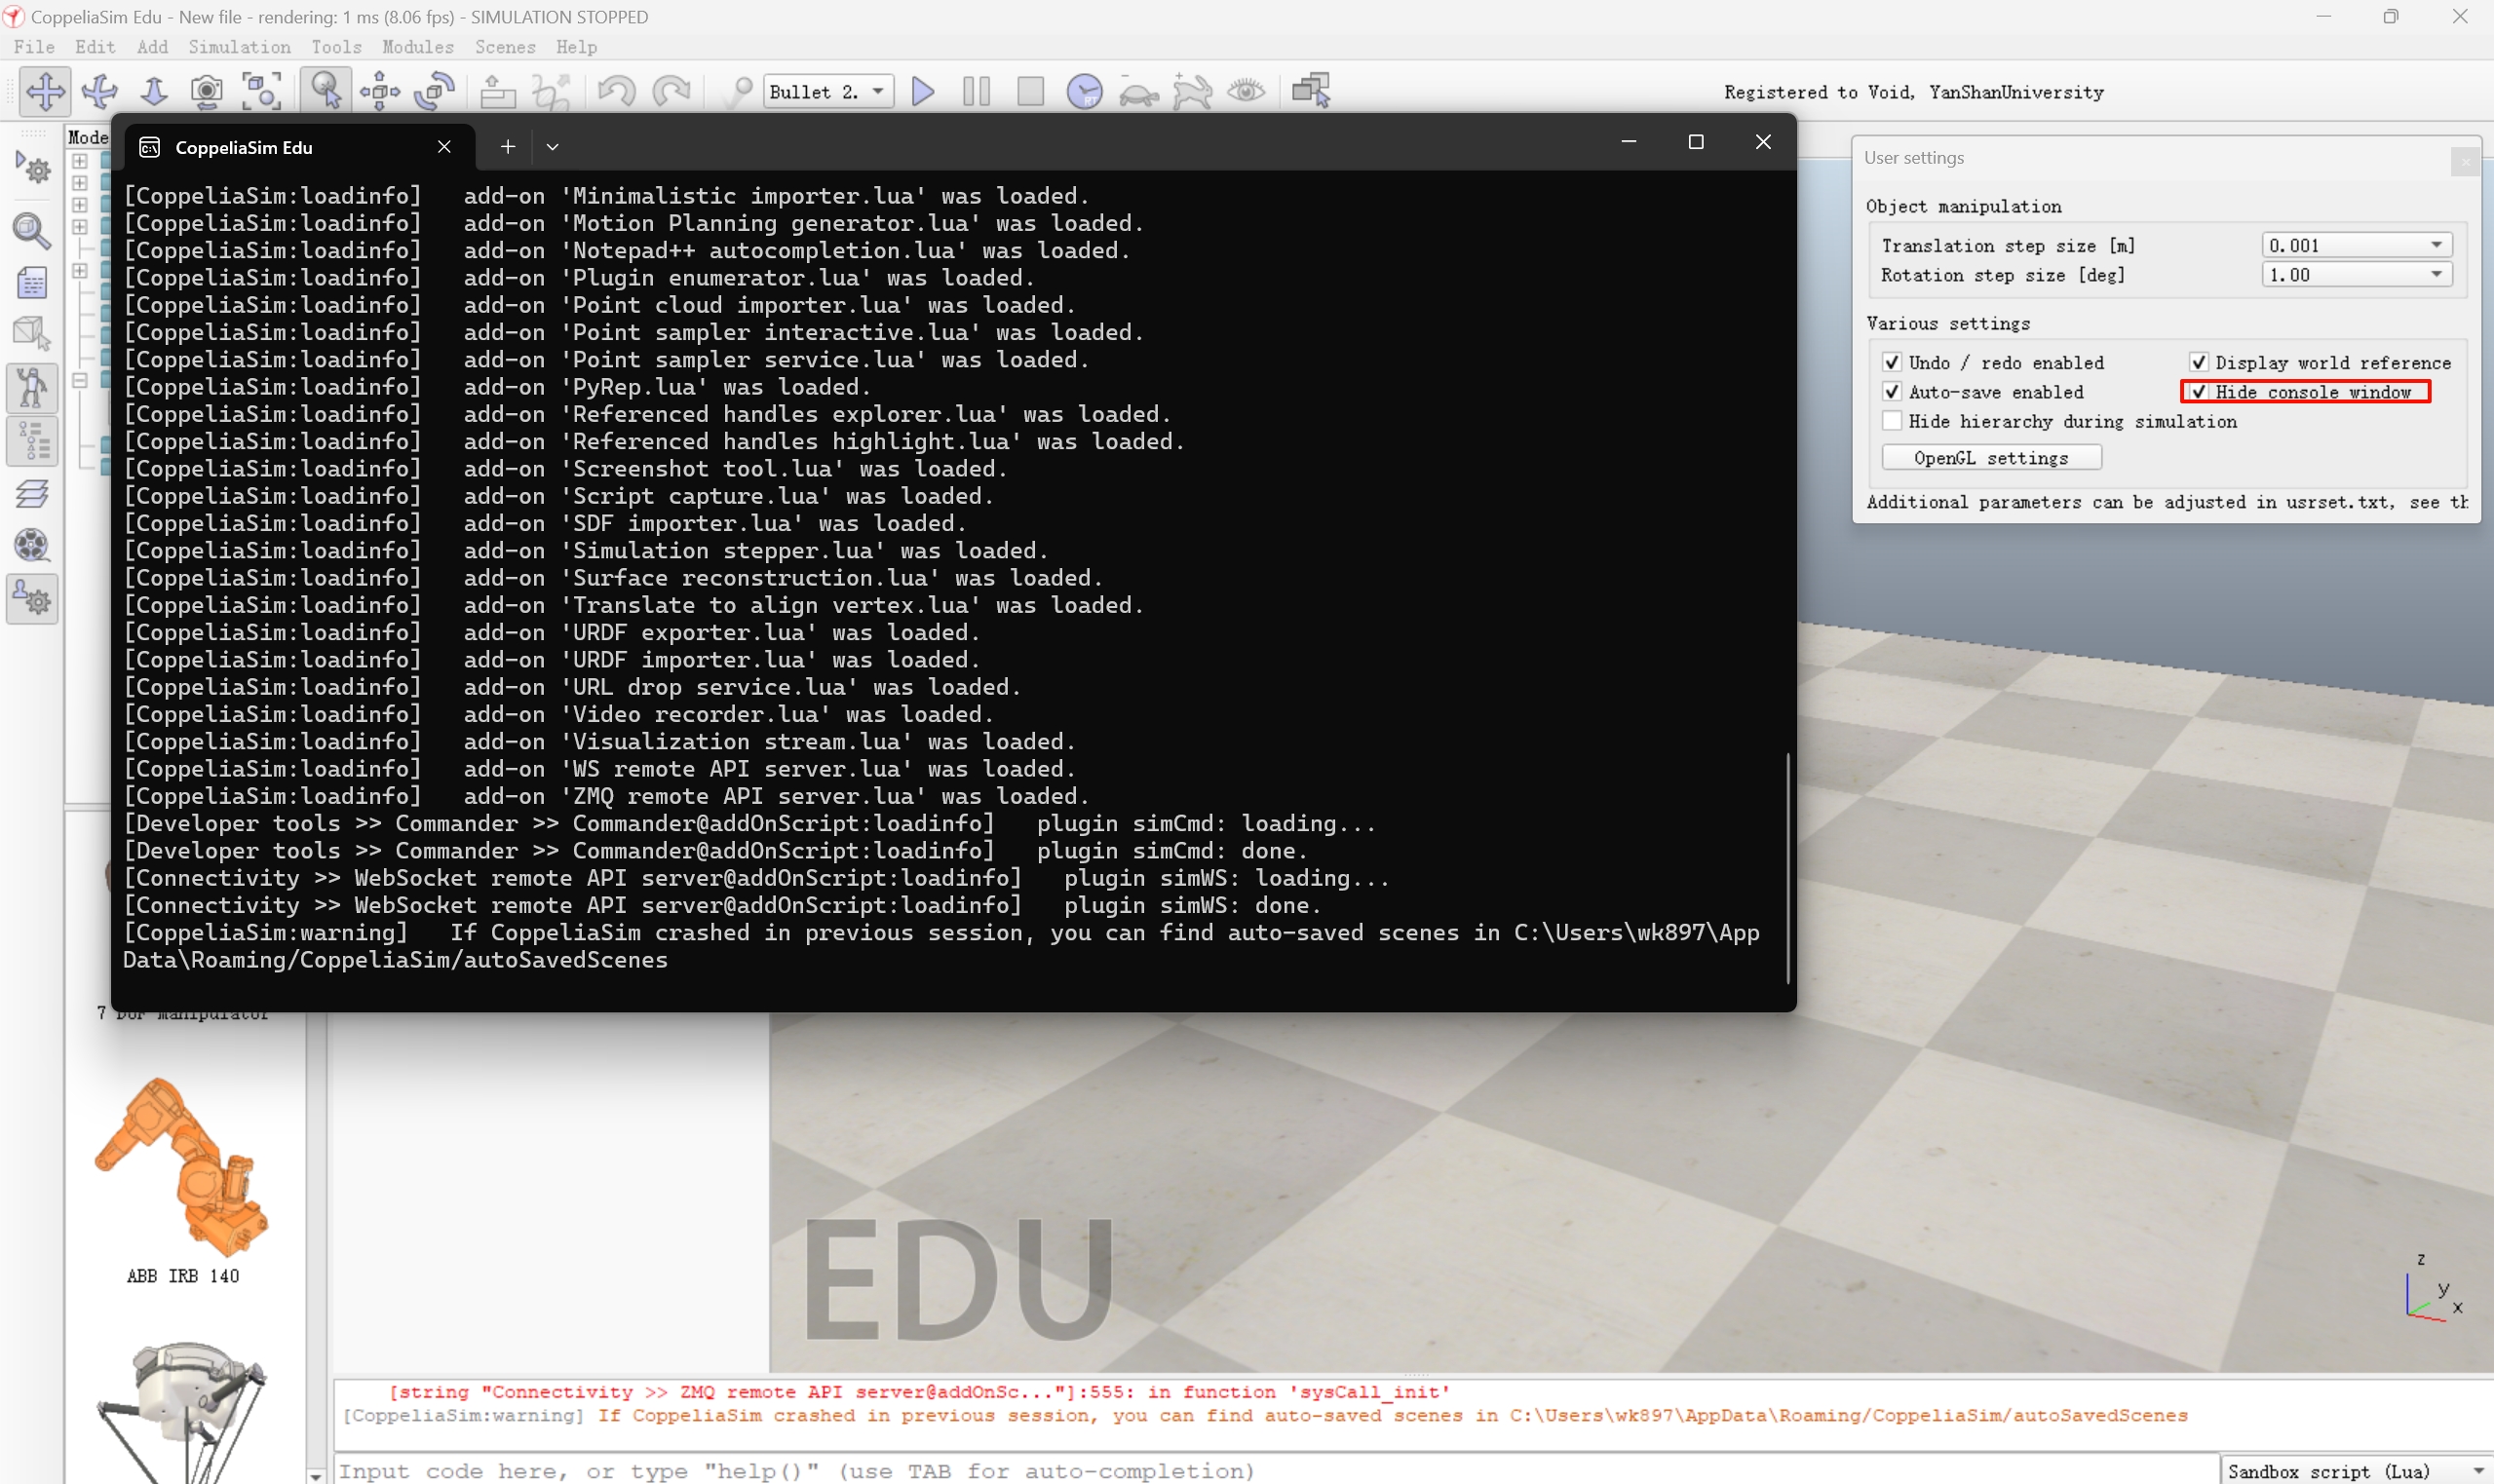 CoppeliaSim Edu - New file - rendering: 1 ms (8.06 fps) - SIMULATION STOPPED
File Edit Add Simulation Tools Modules Scenes Help
Bullet 2.
Registered to Void, YanShanUniversity
Mode
CoppeliaSim Edu
[CoppeliaSim:loadinfo] add-on 'Minimalistic importer.lua' was loaded.
[CoppeliaSim:loadinfo] add-on 'Motion Planning generator.lua' was loaded.
[CoppeliaSim:loadinfo] add-on 'Notepad++ autocompletion.lua' was loaded.
[CoppeliaSim:loadinfo] add-on 'Plugin enumerator.lua' was loaded.
[CoppeliaSim:loadinfo] add-on 'Point cloud importer.lua' was loaded.
[CoppeliaSim:loadinfo] add-on 'Point sampler interactive.lua' was loaded.
[CoppeliaSim:loadinfo] add-on 'Point sampler service.lua' was loaded.
[CoppeliaSim:loadinfo] add-on 'PyRep.lua' was loaded.
[CoppeliaSim:loadinfo] add-on 'Referenced handles explorer.lua' was loaded.
[CoppeliaSim:loadinfo] add-on 'Referenced handles highlight.lua' was loaded.
[CoppeliaSim:loadinfo] add-on 'Screenshot tool.lua' was loaded.
[CoppeliaSim:loadinfo] add-on 'Script capture.lua' was loaded.
[CoppeliaSim:loadinfo] add-on 'SDF importer.lua' was loaded.
[CoppeliaSim:loadinfo] add-on 'Simulation stepper.lua' was loaded.
[CoppeliaSim:loadinfo] add-on 'Surface reconstruction.lua' was loaded.
[CoppeliaSim:loadinfo] add-on 'Translate to align vertex.lua' was loaded.
[CoppeliaSim:loadinfo] add-on 'URDF exporter.lua' was loaded.
[CoppeliaSim:loadinfo] add-on 'URDF importer.lua' was loaded.
[CoppeliaSim:loadinfo] add-on 'URL drop service.lua' was loaded.
[CoppeliaSim:loadinfo] add-on 'Video recorder.lua' was loaded.
[CoppeliaSim:loadinfo] add-on 'Visualization stream.lua' was loaded.
[CoppeliaSim:loadinfo] add-on 'WS remote API server.lua' was loaded.
[CoppeliaSim:loadinfo] add-on 'ZMQ remote API server.lua' was loaded.
[Developer tools >> Commander >> Commander@addOnScript:loadinfo] plugin simCmd: loading...
[Developer tools >> Commander >> Commander@addOnScript:loadinfo] plugin simCmd: done.
[Connectivity >> WebSocket remote API server@addOnScript:loadinfo] plugin simWS: loading...
[Connectivity >> WebSocket remote API server@addOnScript:loadinfo] plugin simWS: done.
[CoppeliaSim:warning] If CoppeliaSim crashed in previous session, you can find auto-saved scenes in C:\Users\wk897\App
Data\Roaming/CoppeliaSim/autoSavedScenes
User settings
Object manipulation
Translation step size [m] 0.001
Rotation step size [deg] 1.00
Various settings
Undo / redo enabled Display world reference
Auto-save enabled Hide console window
Hide hierarchy during simulation
OpenGL settings
Additional parameters can be adjusted in usrset.txt, see th
7 DoF manipulator
ABB IRB 140
EDU
z
y
x
[string "Connectivity >> ZMQ remote API server@addOnSc..."]:555: in function 'sysCall_init'
[CoppeliaSim:warning] If CoppeliaSim crashed in previous session, you can find auto-saved scenes in C:\Users\wk897\AppData\Roaming/CoppeliaSim/autoSavedScenes
Input code here, or type "help()" (use TAB for auto-completion)
Sandbox script (Lua)